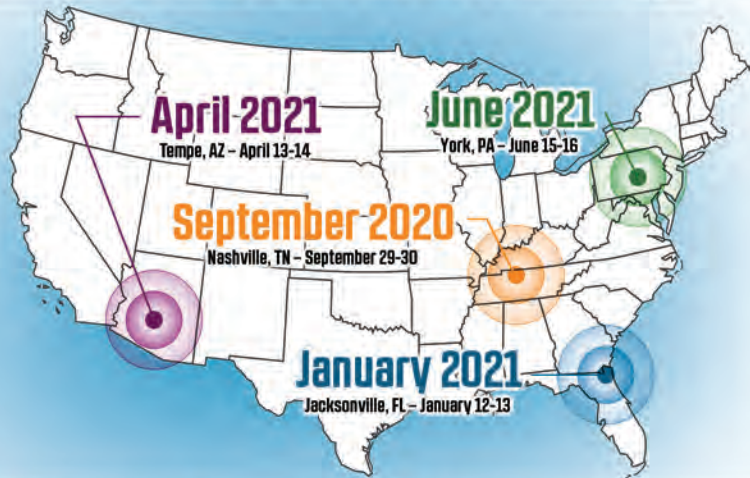 April 2021
Tempe, AZ – April 13-14
June 2021
York, PA – June 15-16
September 2020
Nashville, TN – September 29-30
January 2021
Jacksonville, FL – January 12-13